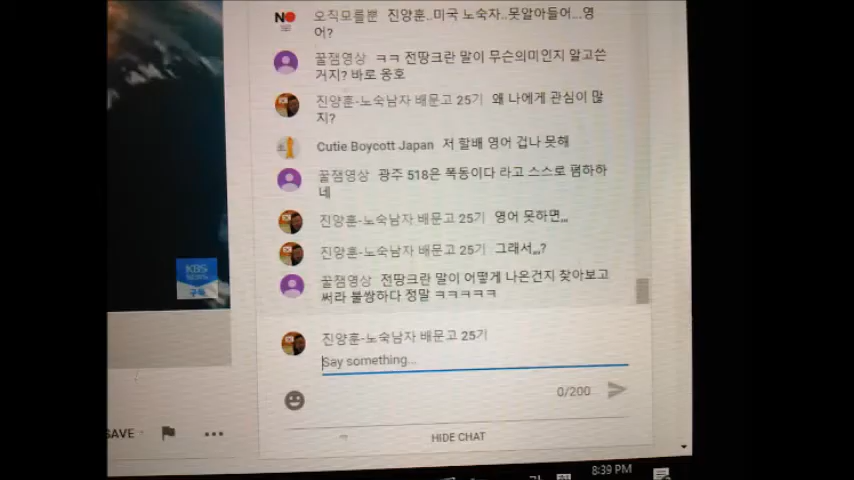 오직모를뿐 진양훈..미국 노숙자..못알아들어...영
어?
꿀잼영상 ㅋㅋ 전땅크란 말이 무슨의미인지 알고쓴
거지? 바로 옹호
진양훈-노숙남자 배문고 25기 왜 나에게 관심이 많
지?
Cutie Boycott Japan 저 할배 영어 겁나 못해
꿀잼영상 광주 518은 폭동이다 라고 스스로 폄하하
네
진양훈-노숙남자 배문고 25기 영어 못하면,,,
진양훈-노숙남자 배문고 25기 그래서,,,?
꿀잼영상 전땅크란 말이 어떻게 나온건지 찾아보고
써라 불쌍하다 정말 ㅋㅋㅋㅋㅋ
KBS
NEWS
구독
진양훈-노숙남자 배문고 25기
Say something...
0/200
SAVE
HIDE CHAT
8:39 PM